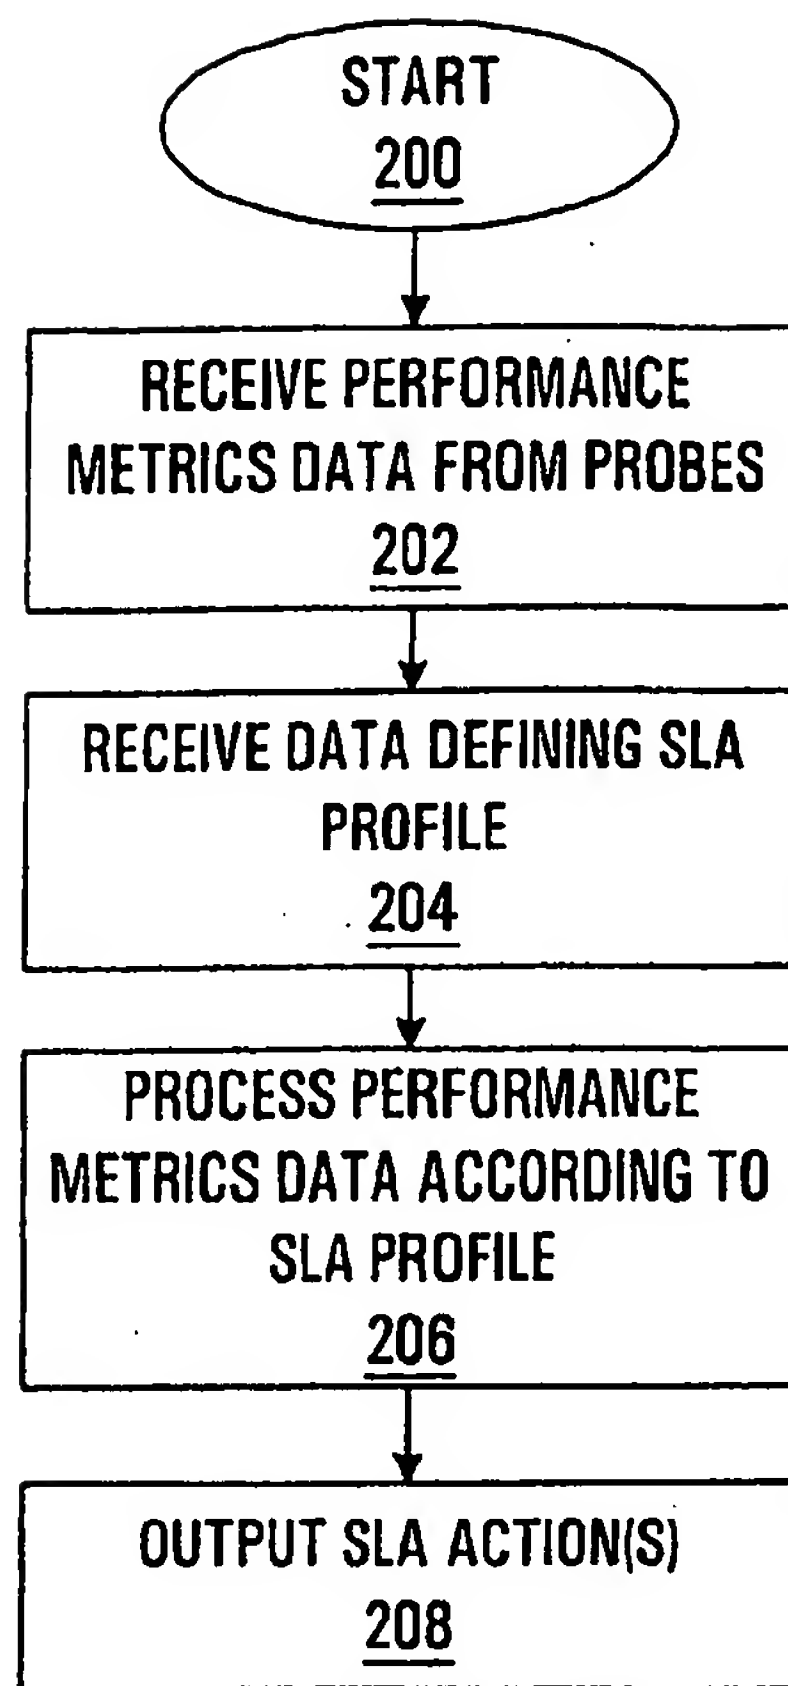 START
200
RECEIVE PERFORMANCE
METRICS DATA FROM PROBES
202
RECEIVE DATA DEFINING SLA
PROFILE
204
PROCESS PERFORMANCE
METRICS DATA ACCORDING TO
SLA PROFILE
206
OUTPUT SLA ACTION(S)
208